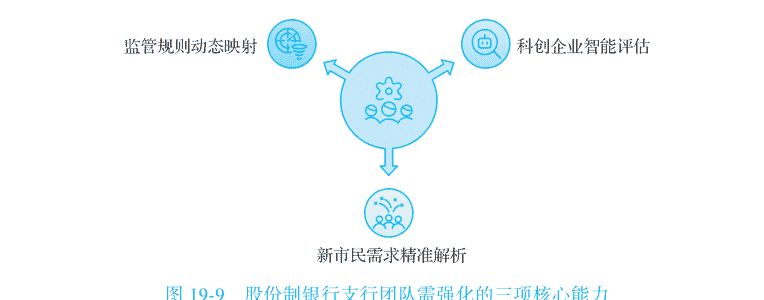 监管规则动态映射
科创企业智能评估
新市民需求精准解析
图 19-9 股份制银行支行团队需强化的三项核心能力